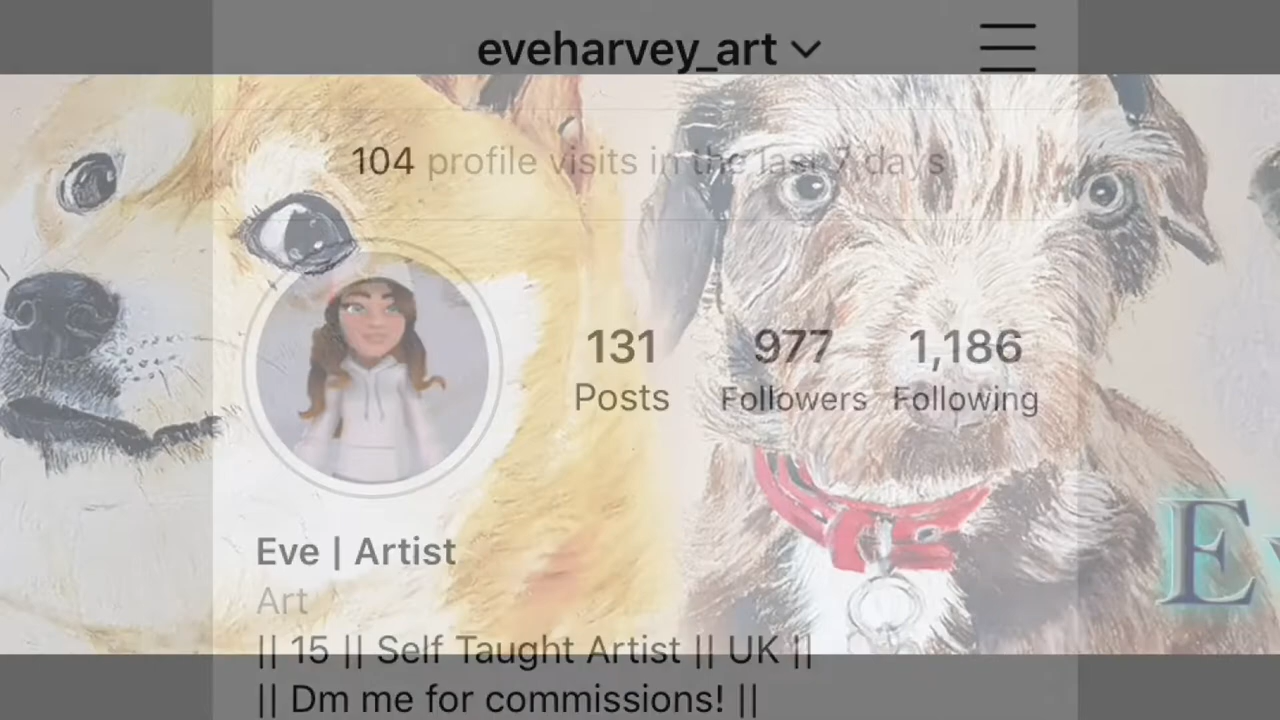 eveharvey_art
104 profile visits in the last 7 days
131 977 1,186
Posts Followers Following
Eve | Artist
Art
|| 15 || Self Taught Artist || UK ||
|| Dm me for commissions! ||
E